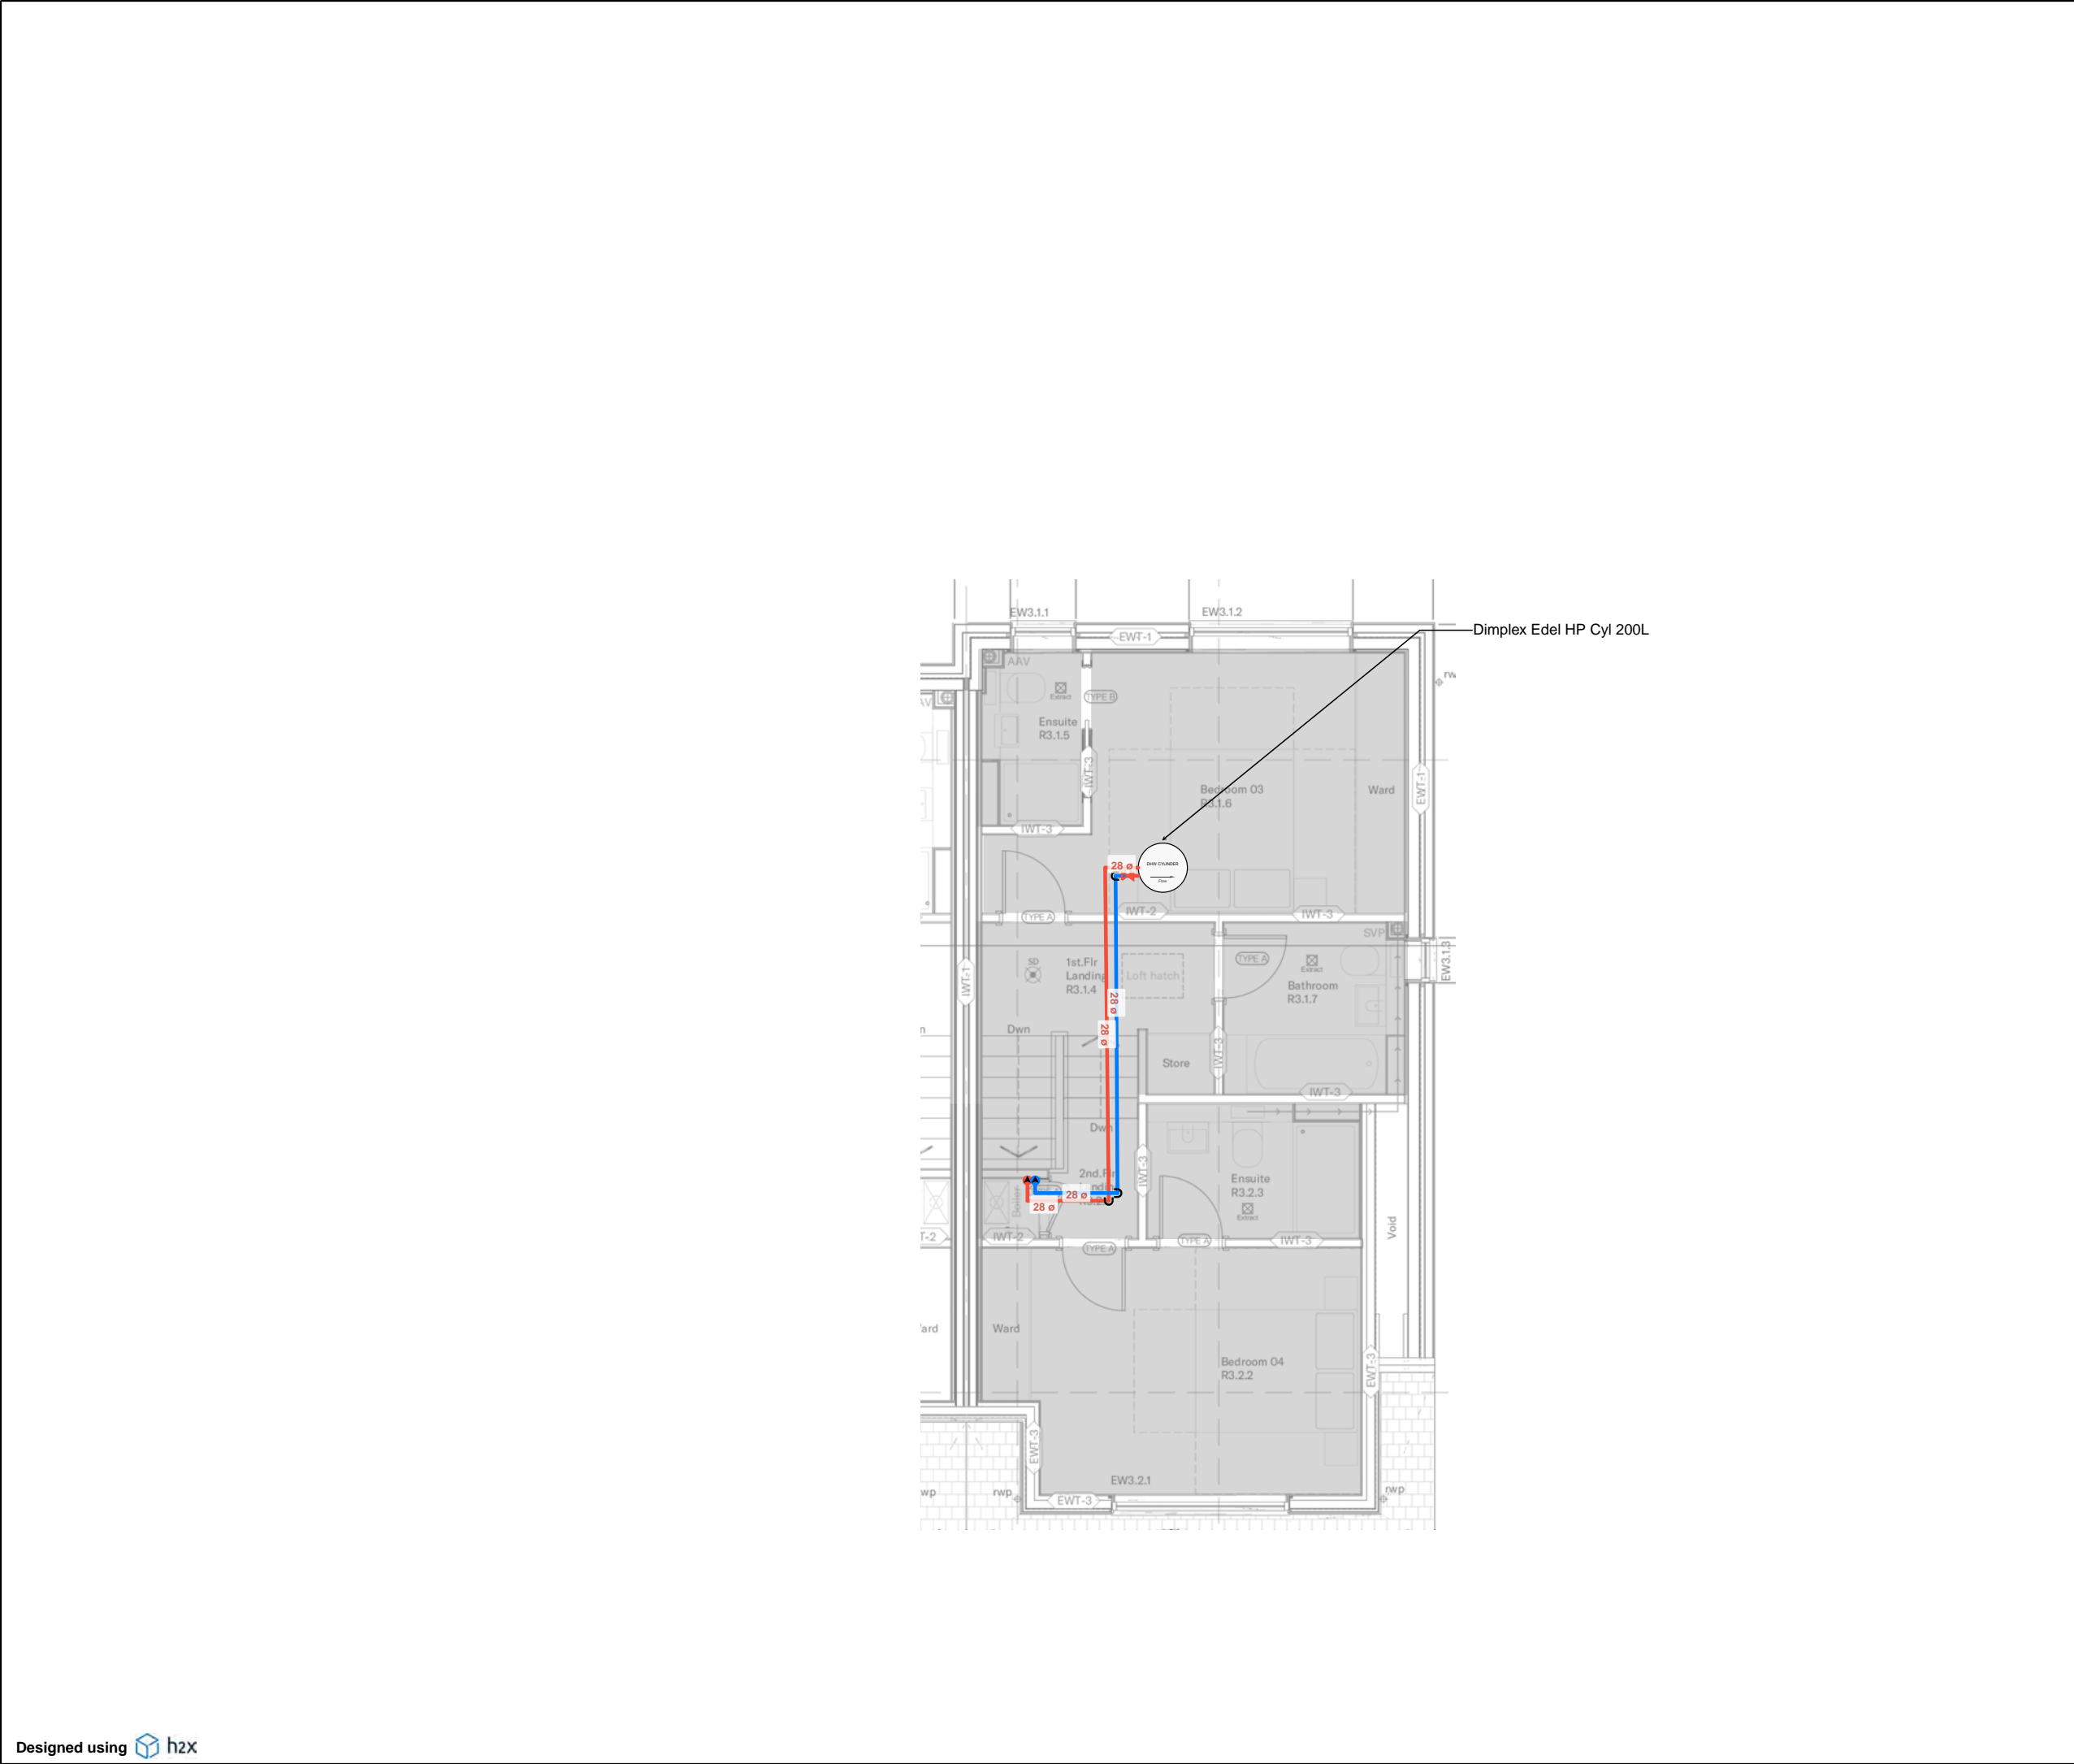 EW3.1.1
EW3.1.2
EWT-1
Dimplex Edel HP Cyl 200L
AAV
Extract
TYPE B
Ensuite
R3.1.5
IWT-3
Bedroom 03
R3.1.6
Ward
EWT-1
IWT-3
28 ø
DHW CYLINDER
Flow
TYPE A
IWT-2
IWT-3
SVP
SD
1st.Flr
Landing
R3.1.4
Loft hatch
TYPE A
Extract
Bathroom
R3.1.7
EW3.1.3
IWT-1
28 ø
28 ø
Dwn
Store
IWT-3
IWT-3
Dwn
IWT-3
2nd.Flr
Ensuite
R3.2.3
Extract
28 ø
28 ø
Boiler
IWT-2
TYPE A
TYPE A
IWT-3
Void
Ward
Bedroom 04
R3.2.2
EWT-3
EWT-3
EW3.2.1
rwp
rwp
rwp
EWT-3
Designed using h2x